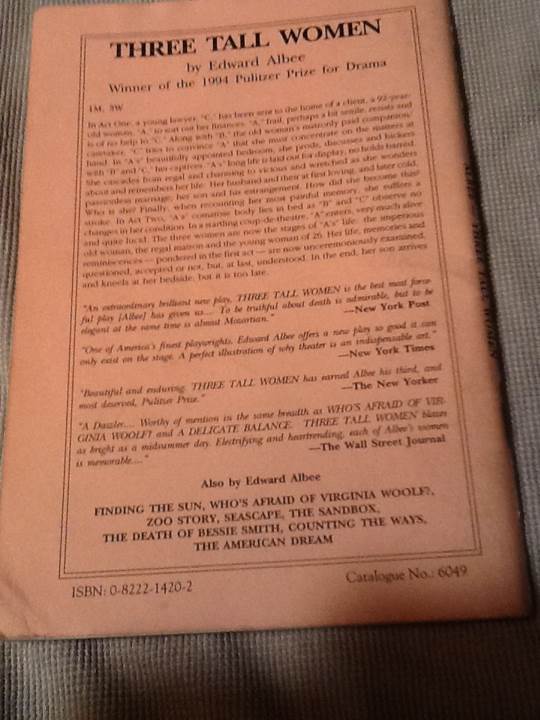 THREE TALL WOMEN
by Edward Albee
Winner of the 1994 Pulitzer Prize for Drama
1M, 3W
In Act One, a young lawyer, "C," has been sent to the home of a client, a 92-year-
old woman, "A," to sort out her finances. "A," frail, perhaps a bit senile, resists and
is of no help to "C." Along with "B," the old woman's matronly paid companion/
caretaker, "C" tries to convince "A" that she must concentrate on the matters at
hand. In "A's" beautifully appointed bedroom, she prods, discusses and bickers
with "B" and "C," her captives. "A's" long life is laid out for display, no holds barred.
She cascades from regal and charming to vicious and wretched as she wonders
about and remembers her life: Her husband and their at first loving, and later cold,
passionless marriage; her son and his estrangement. How did she become this?
Who is she? Finally, when recounting her most painful memory, she suffers a
stroke. In Act Two, "A's" comatose body lies in bed as "B" and "C" observe no
changes in her condition. In a startling coup-de-theatre, "A" enters, very much alive
and quite lucid. The three women are now the stages of "A's" life: the imperious
old woman, the regal matron and the young woman of 26. Her life, memories and
reminiscences — pondered in the first act — are now unceremoniously examined,
questioned, accepted or not, but, at last, understood. In the end, her son arrives
and kneels at her bedside, but it is too late.
"An extraordinary brilliant new play, THREE TALL WOMEN is the best most force-
ful play [Albee] has given us.... To be truthful about death is admirable, but to be
elegant at the same time is almost Mozartian."
—New York Post
"One of America's finest playwrights, Edward Albee offers a new play so good it can
only exist on the stage. A perfect illustration of why theater is an indispensable art."
—New York Times
"Beautiful and enduring. THREE TALL WOMEN has earned Albee his third, and
most deserved, Pulitzer Prize."
—The New Yorker
"A Dazzler.... Worthy of mention in the same breadth as WHO'S AFRAID OF VIR-
GINIA WOOLF? and A DELICATE BALANCE. THREE TALL WOMEN blazes
as bright as a midsummer day. Electrifying and heartrending, each of Albee's women
is memorable...."
—The Wall Street Journal
Also by Edward Albee
FINDING THE SUN, WHO'S AFRAID OF VIRGINIA WOOLF?,
ZOO STORY, SEASCAPE, THE SANDBOX,
THE DEATH OF BESSIE SMITH, COUNTING THE WAYS,
THE AMERICAN DREAM
ISBN: 0-8222-1420-2
Catalogue No.: 6049